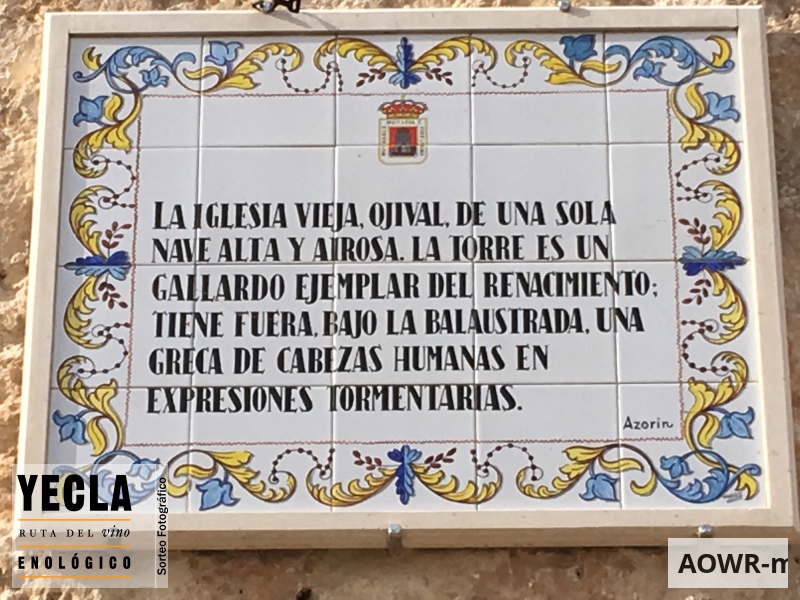 LA IGLESIA VIEJA, OJIVAL, DE UNA SOLA
NAVE ALTA Y AIROSA. LA TORRE ES UN
GALLARDO EJEMPLAR DEL RENACIMIENTO;
TIENE FUERA, BAJO LA BALAUSTRADA, UNA
GRECA DE CABEZAS HUMANAS EN
EXPRESIONES TORMENTARIAS.
Azorín
YECLA
RUTA DEL vino
ENOLÓGICO
Sorteo Fotográfico
AOWR-m